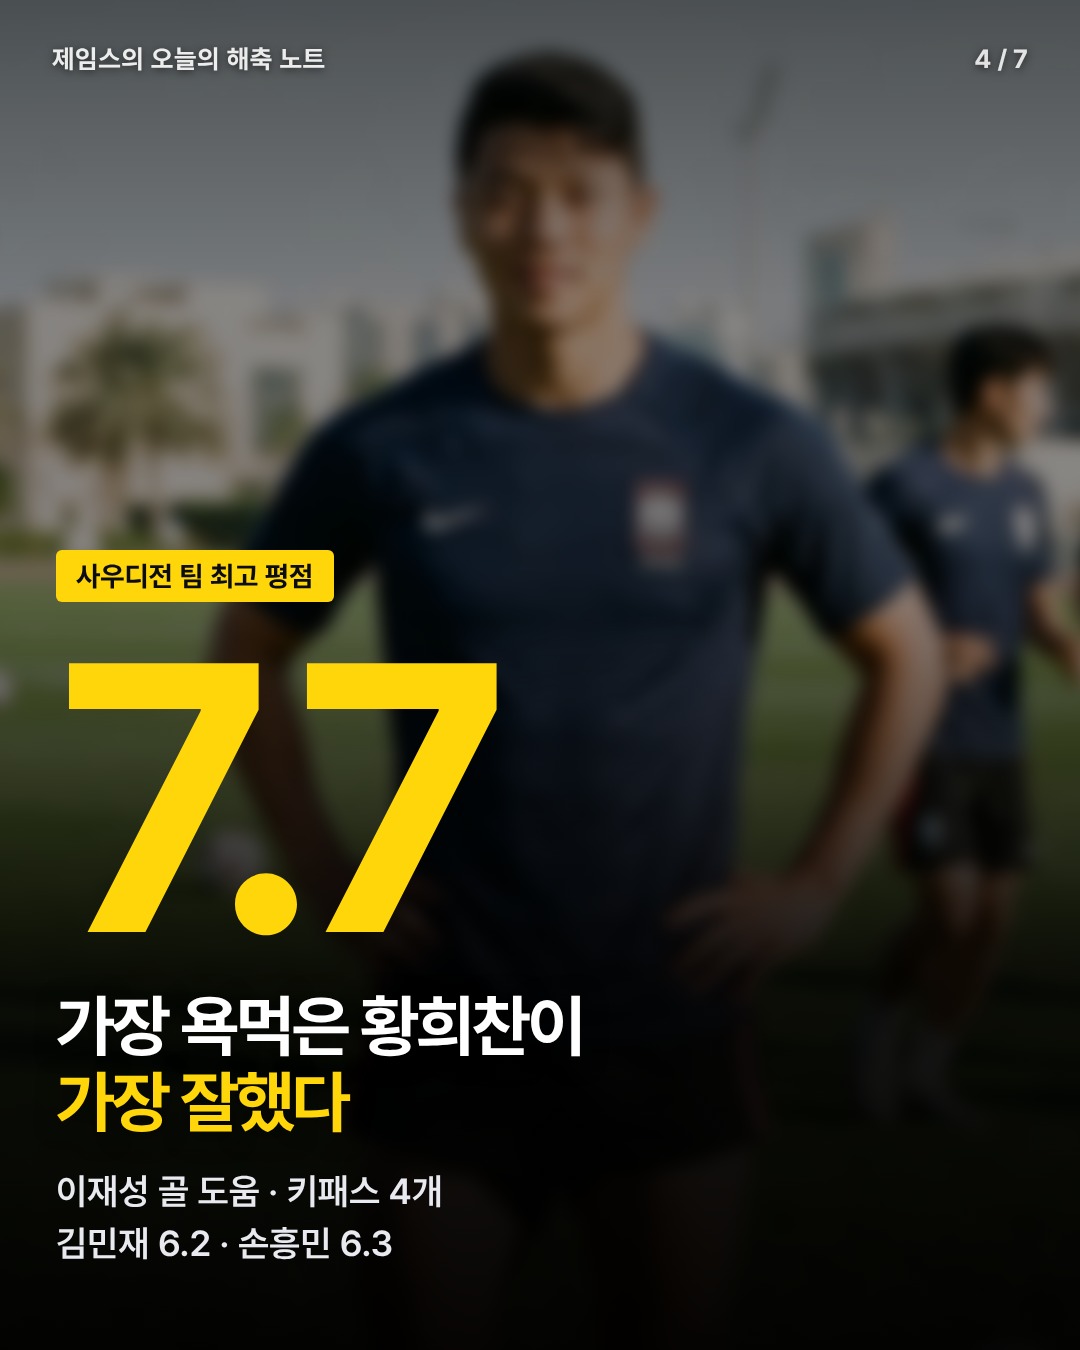 제임스의 오늘의 해축 노트
4 / 7
사우디전 팀 최고 평점
7.7
가장 욕먹은 황희찬이
가장 잘했다
이재성 골 도움 · 키패스 4개
김민재 6.2 · 손흥민 6.3